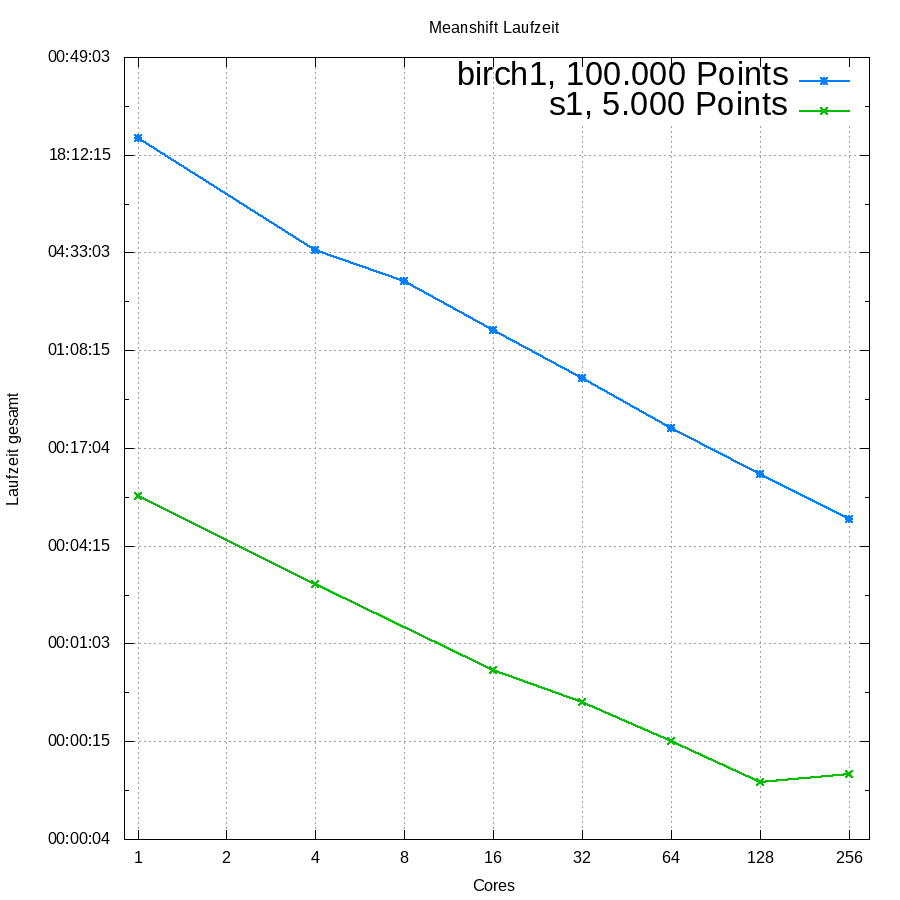 Meanshift Laufzeit
birch1, 100.000 Points
s1, 5.000 Points
00:49:03
18:12:15
04:33:03
01:08:15
00:17:04
00:04:15
00:01:03
00:00:15
00:00:04
Laufzeit gesamt
1 2 4 8 16 32 64 128 256
Cores